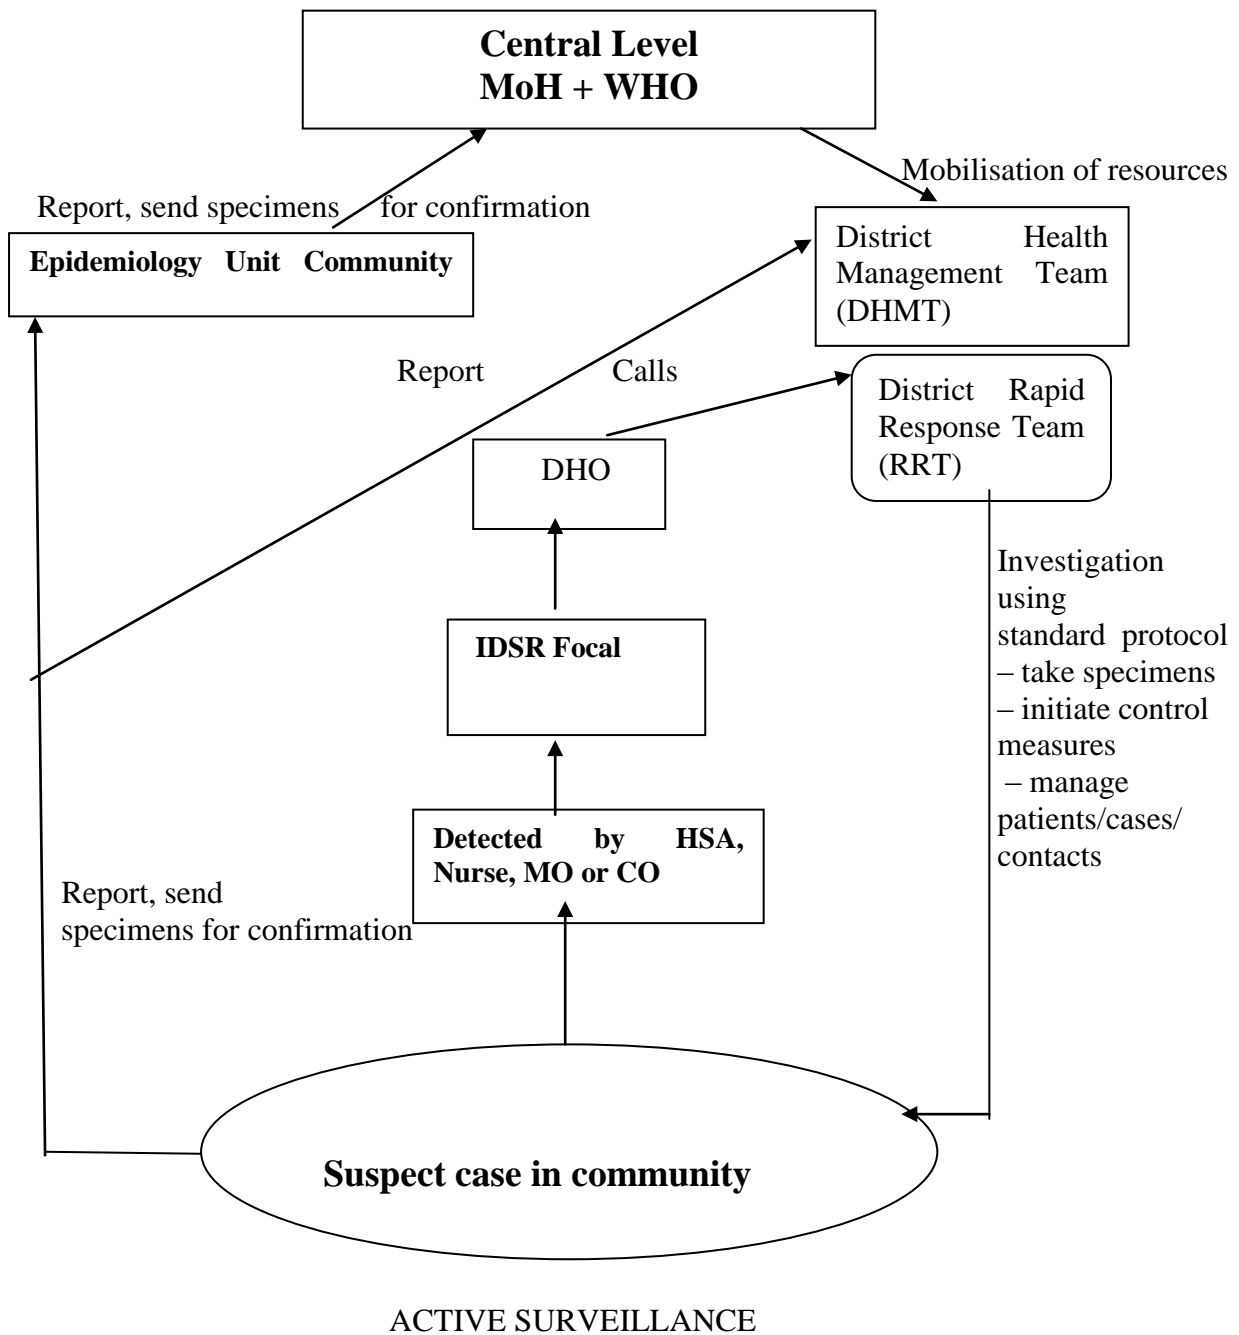 Central Level
MoH + WHO
Mobilisation of resources
Report, send specimens for confirmation
Epidemiology Unit Community
District Health
Management Team
(DHMT)
Report Calls
District Rapid
Response Team
(RRT)
DHO
Investigation
using
standard protocol
– take specimens
– initiate control
measures
– manage
patients/cases/
contacts
IDSR Focal
Detected by HSA,
Nurse, MO or CO
Report, send
specimens for confirmation
Suspect case in community
ACTIVE SURVEILLANCE